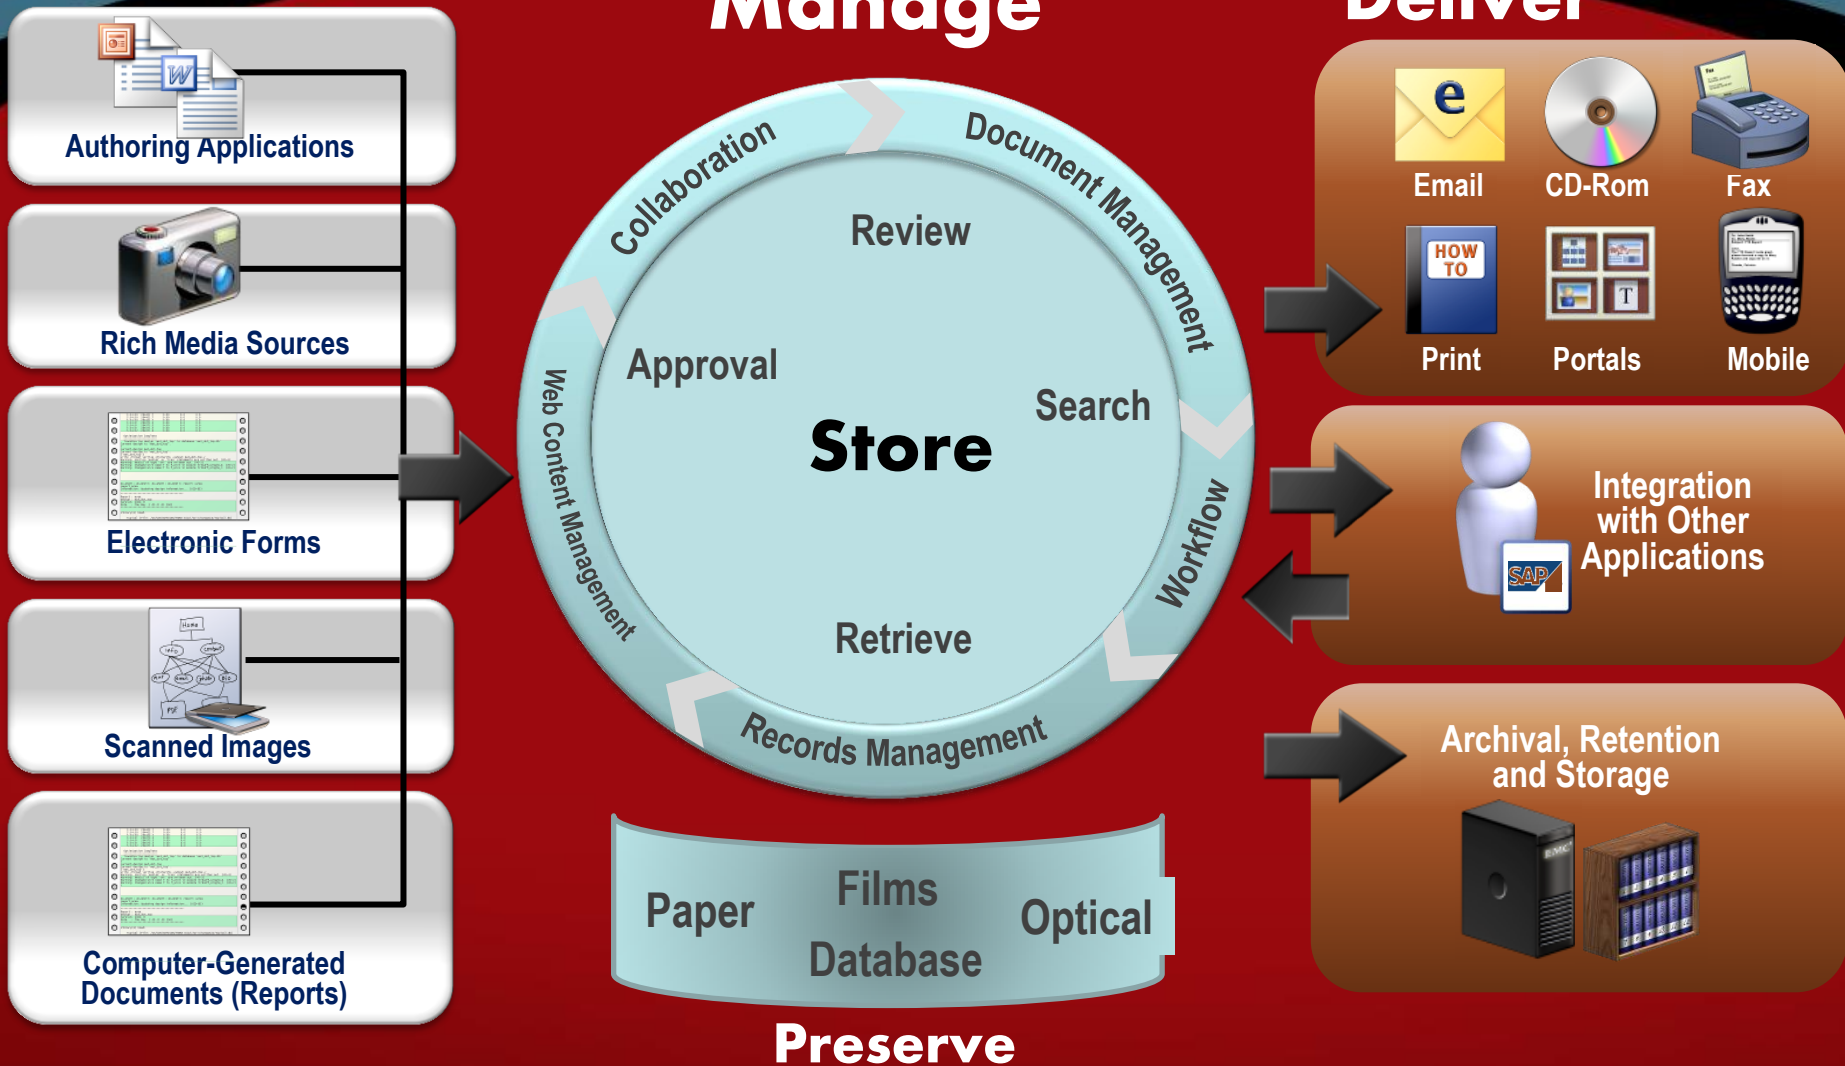 Manage
Deliver
Authoring Applications
Rich Media Sources
Electronic Forms
Scanned Images
Computer-Generated
Documents (Reports)
Collaboration
Document Management
Workflow
Records Management
Web Content Management
Review
Approval
Search
Store
Retrieve
Paper
Films
Optical
Database
Preserve
Email
CD-Rom
Fax
HOW
TO
T
Print
Portals
Mobile
Integration
with Other
Applications
SAP
Archival, Retention
and Storage
EMC
W
e
Home